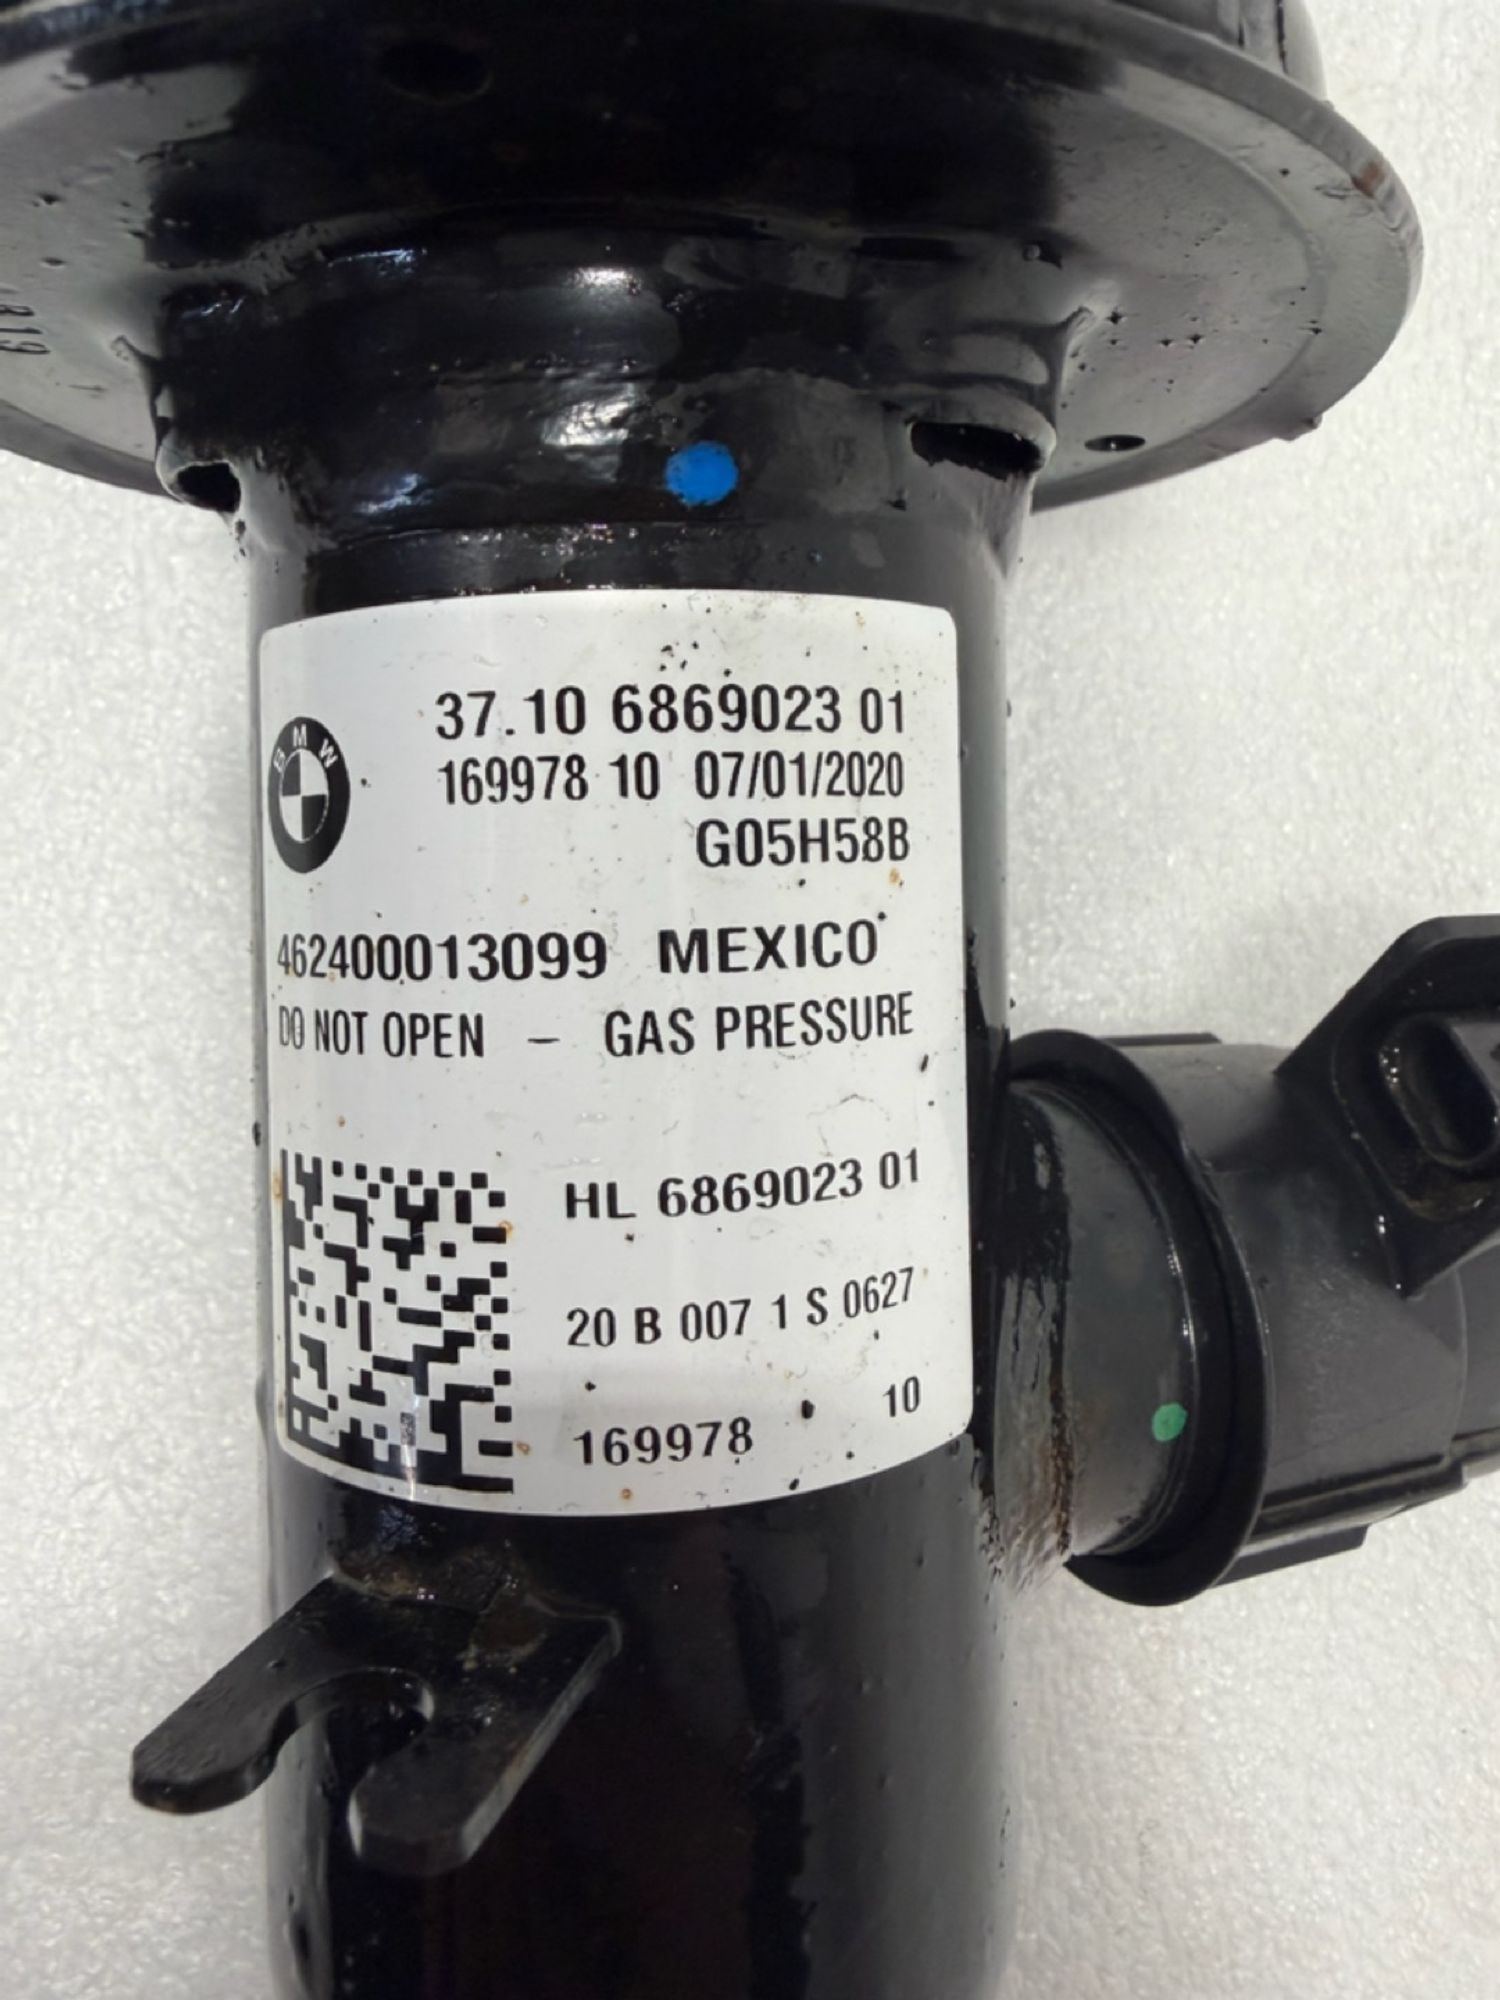 819
37.10 6869023 01
BMW
169978 10 07/01/2020
G05H58B
462400013099 MEXICO
DO NOT OPEN – GAS PRESSURE
HL 6869023 01
20 B 007 1 S 0627
169978 10